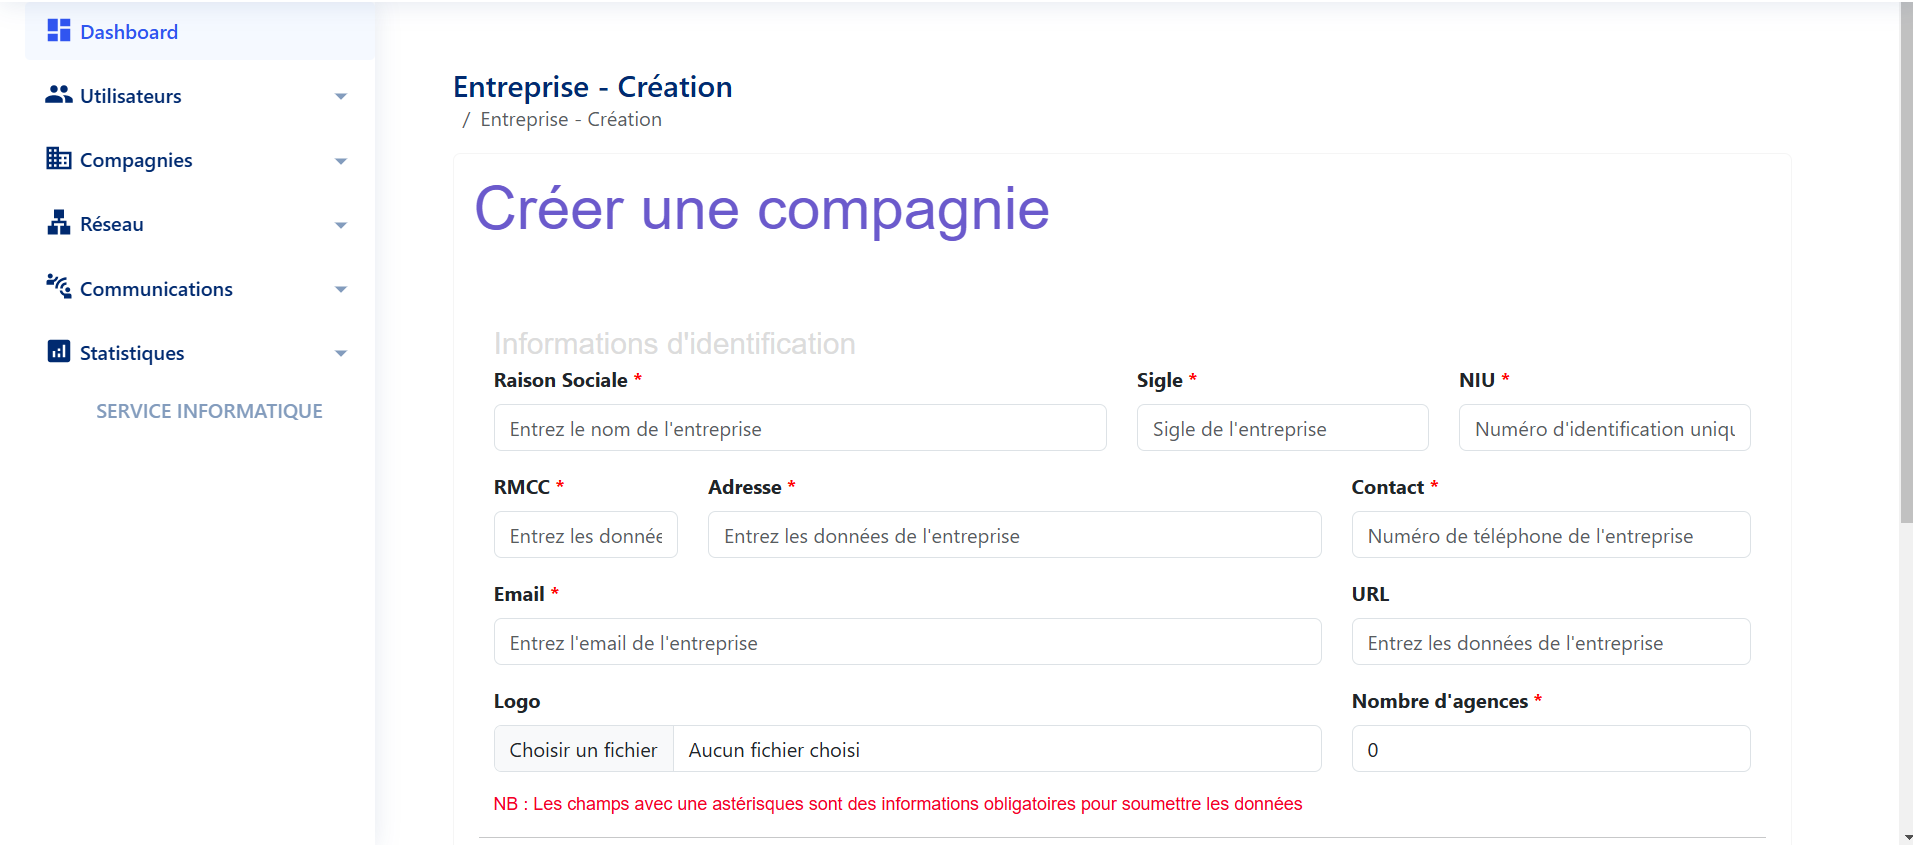 Dashboard
Utilisateurs
Compagnies
Réseau
Communications
Statistiques
SERVICE INFORMATIQUE
Entreprise - Création
/ Entreprise - Création
Créer une compagnie
Informations d'identification
Raison Sociale * Sigle * NIU *
Entrez le nom de l'entreprise Sigle de l'entreprise Numéro d'identification uniqu
RMCC * Adresse * Contact *
Entrez les donnée Entrez les données de l'entreprise Numéro de téléphone de l'entreprise
Email * URL
Entrez l'email de l'entreprise Entrez les données de l'entreprise
Logo Nombre d'agences *
Choisir un fichier Aucun fichier choisi 0
NB : Les champs avec une astérisques sont des informations obligatoires pour soumettre les données